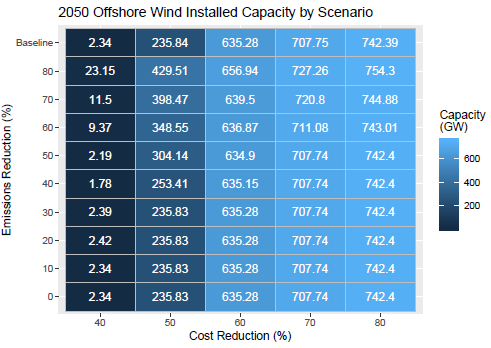 2050 Offshore Wind Installed Capacity by Scenario
Baseline 2.34 235.84 635.28 707.75 742.39
80 23.15 429.51 656.94 727.26 754.3
70 11.5 398.47 639.5 720.8 744.88
60 9.37 348.55 636.87 711.08 743.01
50 2.19 304.14 634.9 707.74 742.4
40 1.78 253.41 635.15 707.74 742.4
30 2.39 235.83 635.28 707.74 742.4
20 2.42 235.83 635.28 707.74 742.4
10 2.34 235.83 635.28 707.74 742.4
0 2.34 235.83 635.28 707.74 742.4
40 50 60 70 80
Cost Reduction (%)
Emissions Reduction (%)
Capacity
(GW)
600
400
200